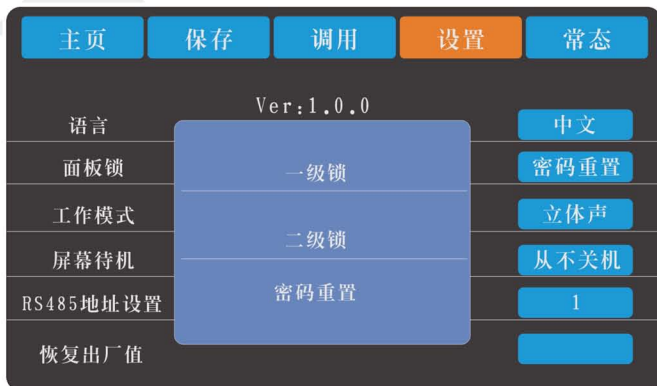 主页 保存 调用 设置 常态
Ver:1.0.0
语言 中文
一级锁
面板锁 密码重置
工作模式 立体声
二级锁
屏幕待机 从不关机
密码重置
RS485地址设置 1
恢复出厂值